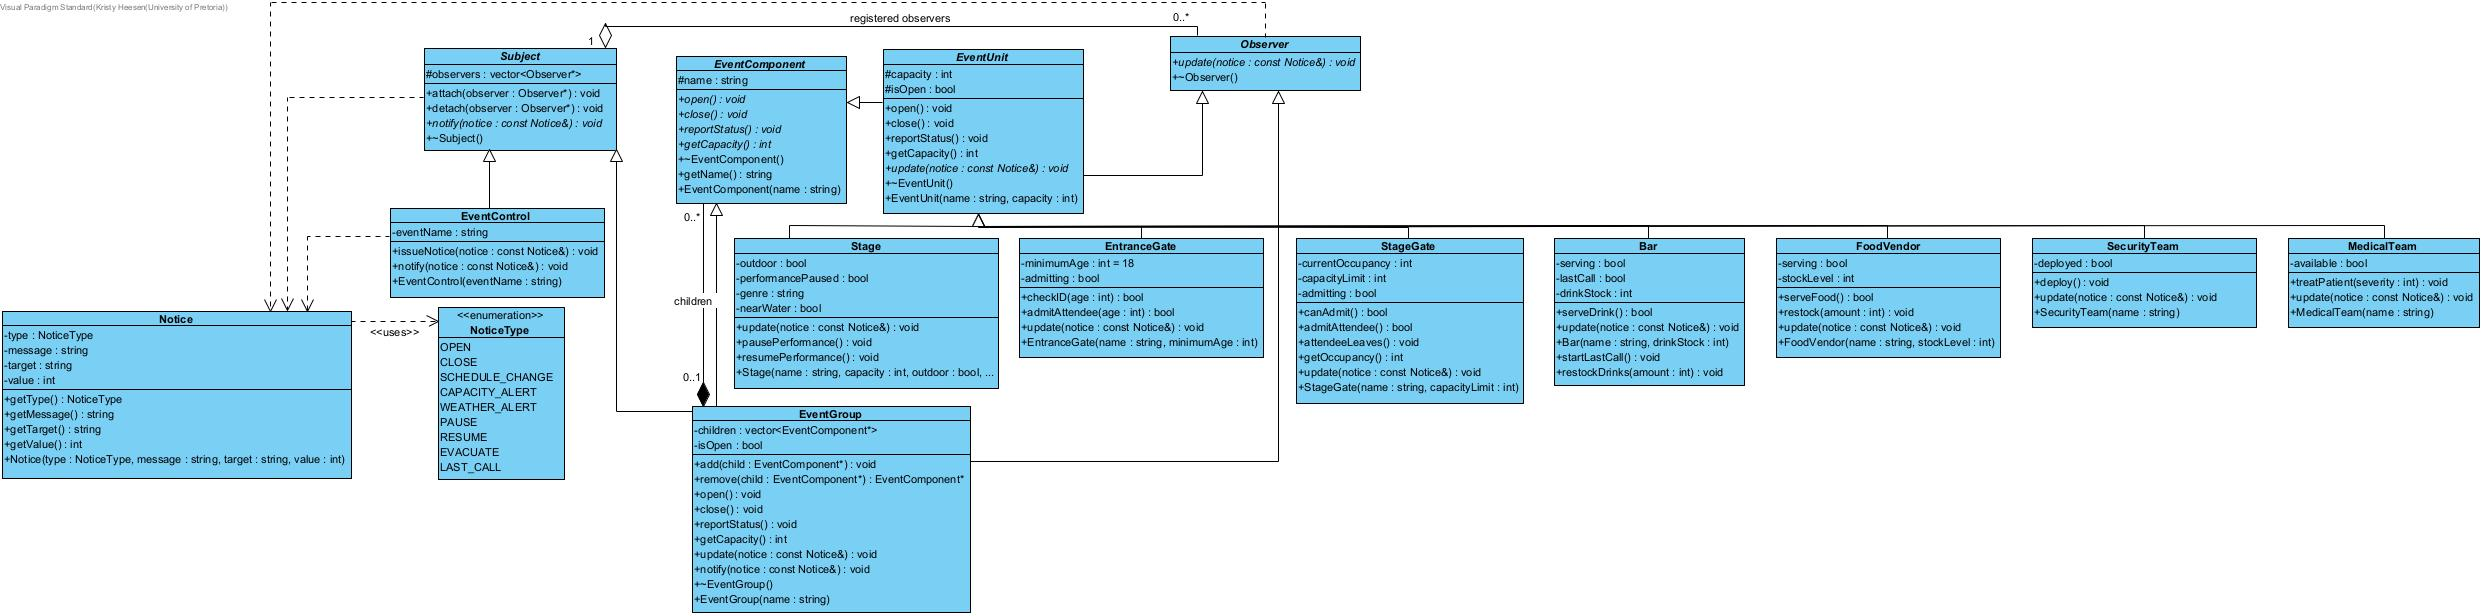 Visual Paradigm Standard(Kristy Heesen(University of Pretoria))
registered observers
0..*
1
Subject
#observers : vector<Observer*>
+attach(observer : Observer*) : void
+detach(observer : Observer*) : void
+notify(notice : const Notice&) : void
+~Subject()
EventComponent
#name : string
+open() : void
+close() : void
+reportStatus() : void
+getCapacity() : int
+~EventComponent()
+getName() : string
+EventComponent(name : string)
EventUnit
#capacity : int
#isOpen : bool
+open() : void
+close() : void
+reportStatus() : void
+getCapacity() : int
+update(notice : const Notice&) : void
+~EventUnit()
+EventUnit(name : string, capacity : int)
Observer
+update(notice : const Notice&) : void
+~Observer()
EventControl
-eventName : string
+issueNotice(notice : const Notice&) : void
+notify(notice : const Notice&) : void
+EventControl(eventName : string)
0..*
children
0..1
Stage
-outdoor : bool
-performancePaused : bool
-genre : string
-nearWater : bool
+update(notice : const Notice&) : void
+pausePerformance() : void
+resumePerformance() : void
+Stage(name : string, capacity : int, outdoor : bool, ...
EntranceGate
-minimumAge : int = 18
-admitting : bool
+checkID(age : int) : bool
+admitAttendee(age : int) : bool
+update(notice : const Notice&) : void
+EntranceGate(name : string, minimumAge : int)
StageGate
-currentOccupancy : int
-capacityLimit : int
-admitting : bool
+canAdmit() : bool
+admitAttendee() : bool
+attendeeLeaves() : void
+getOccupancy() : int
+update(notice : const Notice&) : void
+StageGate(name : string, capacityLimit : int)
Bar
-serving : bool
-lastCall : bool
-drinkStock : int
+serveDrink() : bool
+update(notice : const Notice&) : void
+Bar(name : string, drinkStock : int)
+startLastCall() : void
+restockDrinks(amount : int) : void
FoodVendor
-serving : bool
-stockLevel : int
+serveFood() : bool
+restock(amount : int) : void
+update(notice : const Notice&) : void
+FoodVendor(name : string, stockLevel : int)
SecurityTeam
-deployed : bool
+deploy() : void
+update(notice : const Notice&) : void
+SecurityTeam(name : string)
MedicalTeam
-available : bool
+treatPatient(severity : int) : void
+update(notice : const Notice&) : void
+MedicalTeam(name : string)
Notice
-type : NoticeType
-message : string
-target : string
-value : int
+getType() : NoticeType
+getMessage() : string
+getTarget() : string
+getValue() : int
+Notice(type : NoticeType, message : string, target : string, value : int)
<<uses>>
<<enumeration>>
NoticeType
OPEN
CLOSE
SCHEDULE_CHANGE
CAPACITY_ALERT
WEATHER_ALERT
PAUSE
RESUME
EVACUATE
LAST_CALL
EventGroup
-children : vector<EventComponent*>
-isOpen : bool
+add(child : EventComponent*) : void
+remove(child : EventComponent*) : EventComponent*
+open() : void
+close() : void
+reportStatus() : void
+getCapacity() : int
+update(notice : const Notice&) : void
+notify(notice : const Notice&) : void
+~EventGroup()
+EventGroup(name : string)